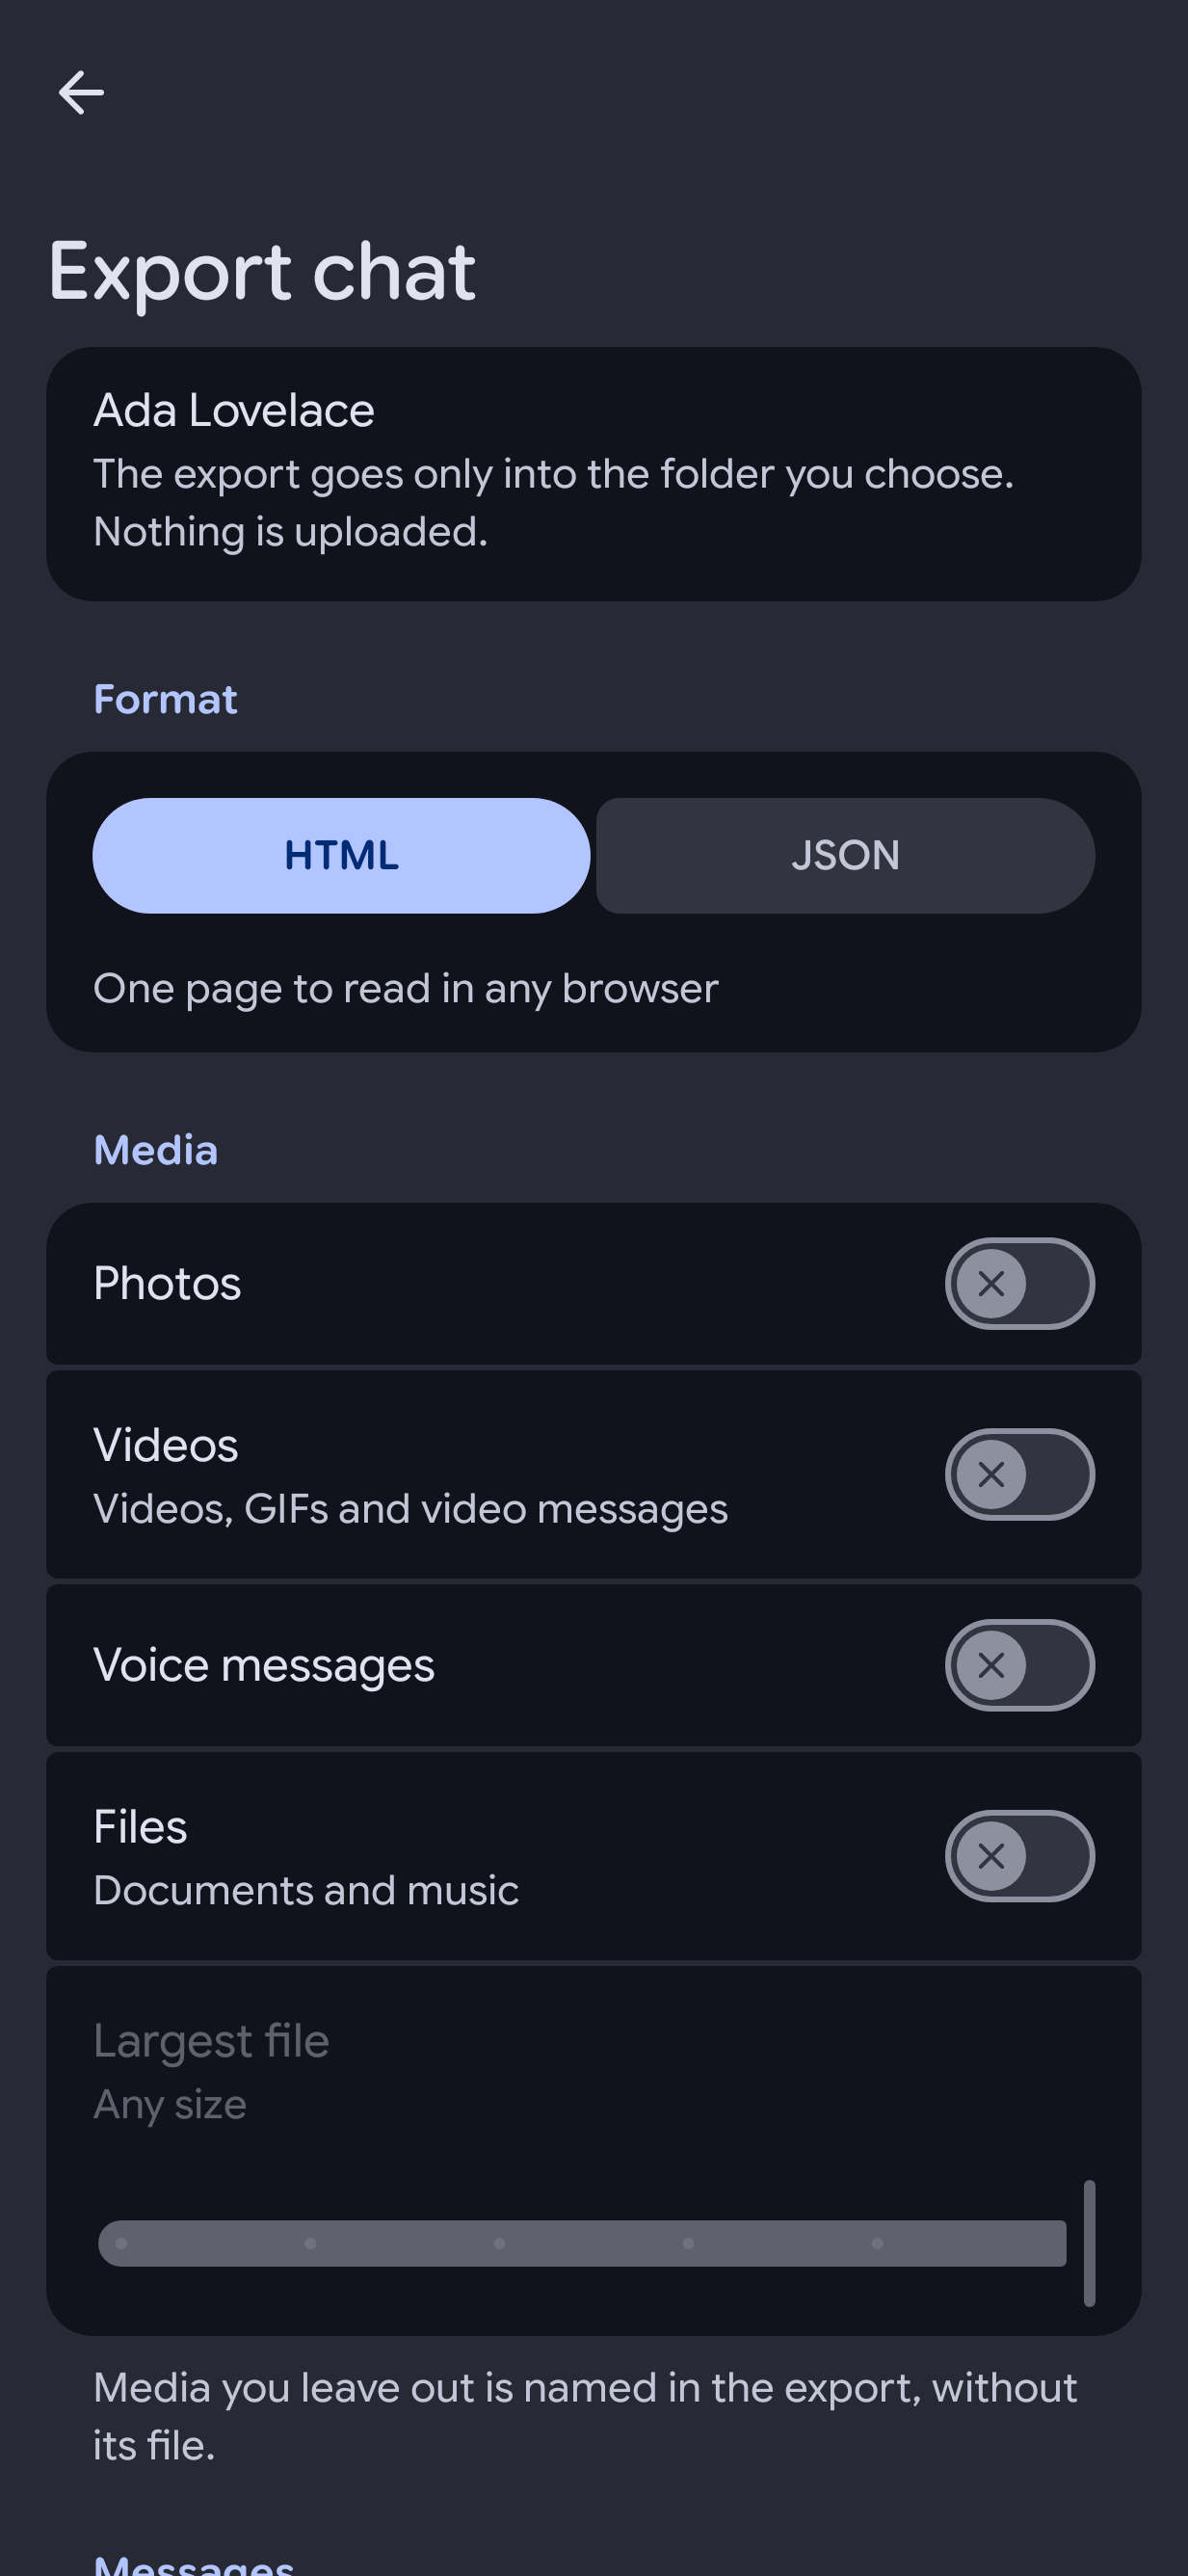 Export chat
Ada Lovelace
The export goes only into the folder you choose.
Nothing is uploaded.
Format
HTML
JSON
One page to read in any browser
Media
Photos
Videos
Videos, GIFs and video messages
Voice messages
Files
Documents and music
Largest file
Any size
Media you leave out is named in the export, without
its file.
Messages